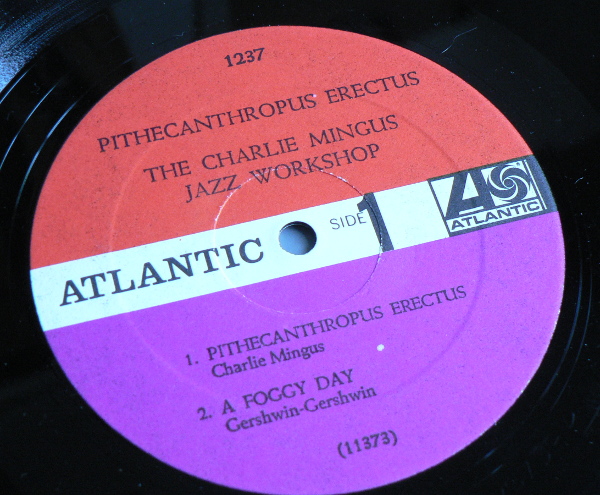 1237
PITHECANTHROPUS ERECTUS
THE CHARLIE MINGUS
JAZZ WORKSHOP
ATLANTIC
SIDE 1
ATLANTIC
1. PITHECANTHROPUS ERECTUS
Charlie Mingus
2. A FOGGY DAY
Gershwin-Gershwin
(11373)